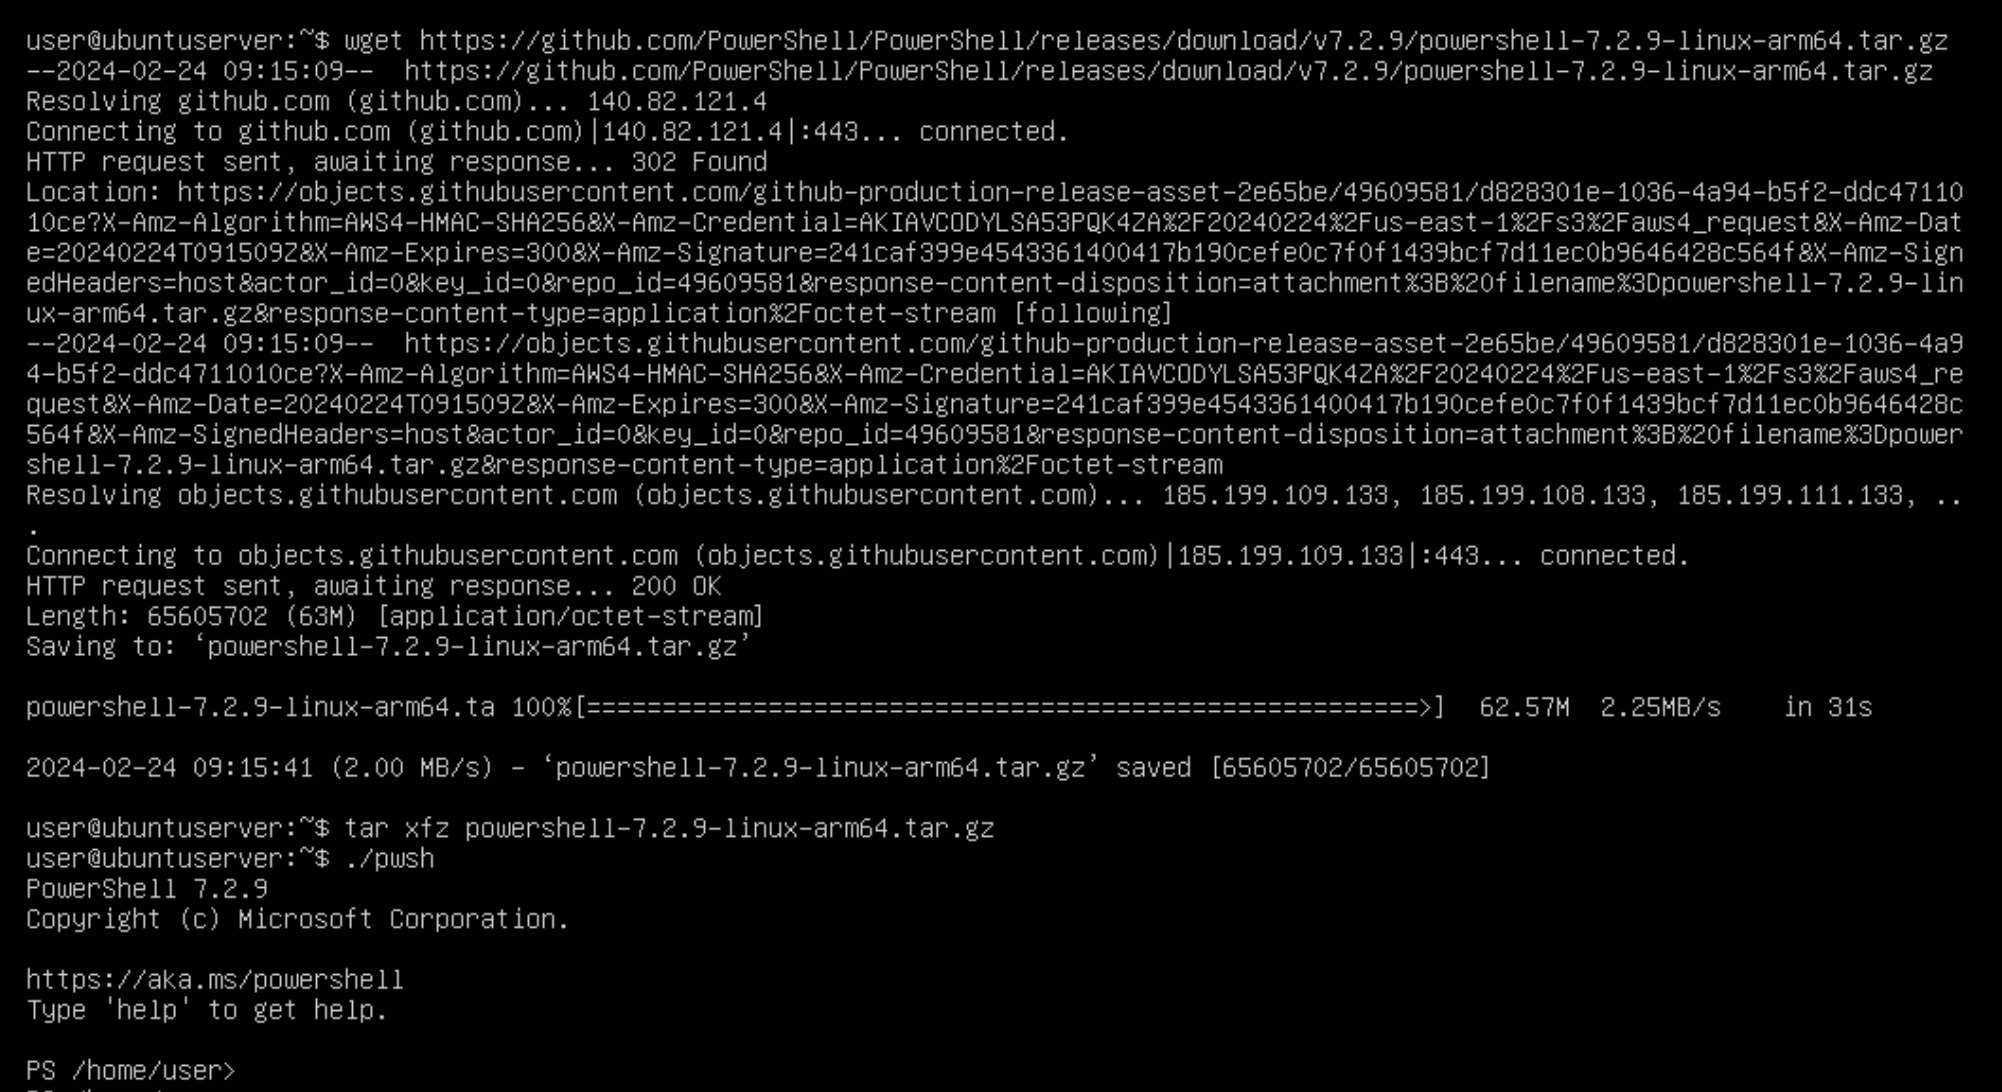 user@ubuntuserver:~$ wget https://github.com/PowerShell/PowerShell/releases/download/v7.2.9/powershell-7.2.9-linux-arm64.tar.gz
--2024-02-24 09:15:09--  https://github.com/PowerShell/PowerShell/releases/download/v7.2.9/powershell-7.2.9-linux-arm64.tar.gz
Resolving github.com (github.com)... 140.82.121.4
Connecting to github.com (github.com)|140.82.121.4|:443... connected.
HTTP request sent, awaiting response... 302 Found
Location: https://objects.githubusercontent.com/github-production-release-asset-2e65be/49609581/d828301e-1036-4a94-b5f2-ddc47110
10ce?X-Amz-Algorithm=AWS4-HMAC-SHA256&X-Amz-Credential=AKIAVCODYLSA53PQK4ZA%2F20240224%2Fus-east-1%2Fs3%2Faws4_request&X-Amz-Dat
e=20240224T091509Z&X-Amz-Expires=300&X-Amz-Signature=241caf399e4543361400417b190cefe0c7f0f1439bcf7d11ec0b9646428c564f&X-Amz-Sign
edHeaders=host&actor_id=0&key_id=0&repo_id=49609581&response-content-disposition=attachment%3B%20filename%3Dpowershell-7.2.9-lin
ux-arm64.tar.gz&response-content-type=application%2Foctet-stream [following]
--2024-02-24 09:15:09--  https://objects.githubusercontent.com/github-production-release-asset-2e65be/49609581/d828301e-1036-4a9
4-b5f2-ddc4711010ce?X-Amz-Algorithm=AWS4-HMAC-SHA256&X-Amz-Credential=AKIAVCODYLSA53PQK4ZA%2F20240224%2Fus-east-1%2Fs3%2Faws4_re
quest&X-Amz-Date=20240224T091509Z&X-Amz-Expires=300&X-Amz-Signature=241caf399e4543361400417b190cefe0c7f0f1439bcf7d11ec0b9646428c
564f&X-Amz-SignedHeaders=host&actor_id=0&key_id=0&repo_id=49609581&response-content-disposition=attachment%3B%20filename%3Dpower
shell-7.2.9-linux-arm64.tar.gz&response-content-type=application%2Foctet-stream
Resolving objects.githubusercontent.com (objects.githubusercontent.com)... 185.199.109.133, 185.199.108.133, 185.199.111.133, ..
.
Connecting to objects.githubusercontent.com (objects.githubusercontent.com)|185.199.109.133|:443... connected.
HTTP request sent, awaiting response... 200 OK
Length: 65605702 (63M) [application/octet-stream]
Saving to: ‘powershell-7.2.9-linux-arm64.tar.gz’
powershell-7.2.9-linux-arm64.ta 100%[=======================================================>]  62.57M  2.25MB/s    in 31s
2024-02-24 09:15:41 (2.00 MB/s) - ‘powershell-7.2.9-linux-arm64.tar.gz’ saved [65605702/65605702]
user@ubuntuserver:~$ tar xfz powershell-7.2.9-linux-arm64.tar.gz
user@ubuntuserver:~$ ./pwsh
PowerShell 7.2.9
Copyright (c) Microsoft Corporation.
https://aka.ms/powershell
Type 'help' to get help.
PS /home/user>